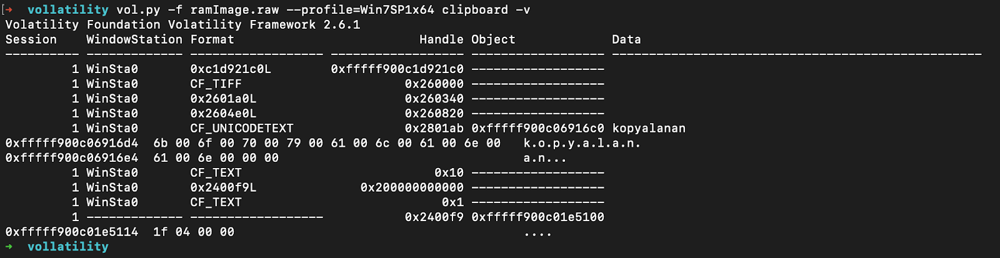 [→ vollatility vol.py -f ramImage.raw --profile=Win7SP1x64 clipboard -v
Volatility Foundation Volatility Framework 2.6.1
Session    WindowStation Format                         Handle Object             Data
---------- ------------- ------------------ ------------------ ------------------ --------------------------------------------------
         1 WinSta0       0xc1d921c0L        0xfffff900c1d921c0 ------------------
         1 WinSta0       CF_TIFF                      0x260000 ------------------
         1 WinSta0       0x2601a0L                    0x260340 ------------------
         1 WinSta0       0x2604e0L                    0x260820 ------------------
         1 WinSta0       CF_UNICODETEXT               0x2801ab 0xfffff900c06916c0 kopyalanan
0xfffff900c06916d4  6b 00 6f 00 70 00 79 00 61 00 6c 00 61 00 6e 00   k.o.p.y.a.l.a.n.
0xfffff900c06916e4  61 00 6e 00 00 00                                 a.n...
         1 WinSta0       CF_TEXT                          0x10 ------------------
         1 WinSta0       0x2400f9L              0x200000000000 ------------------
         1 WinSta0       CF_TEXT                           0x1 ------------------
         1 ------------- ------------------           0x2400f9 0xfffff900c01e5100
0xfffff900c01e5114  1f 04 00 00                                       ....
→ vollatility